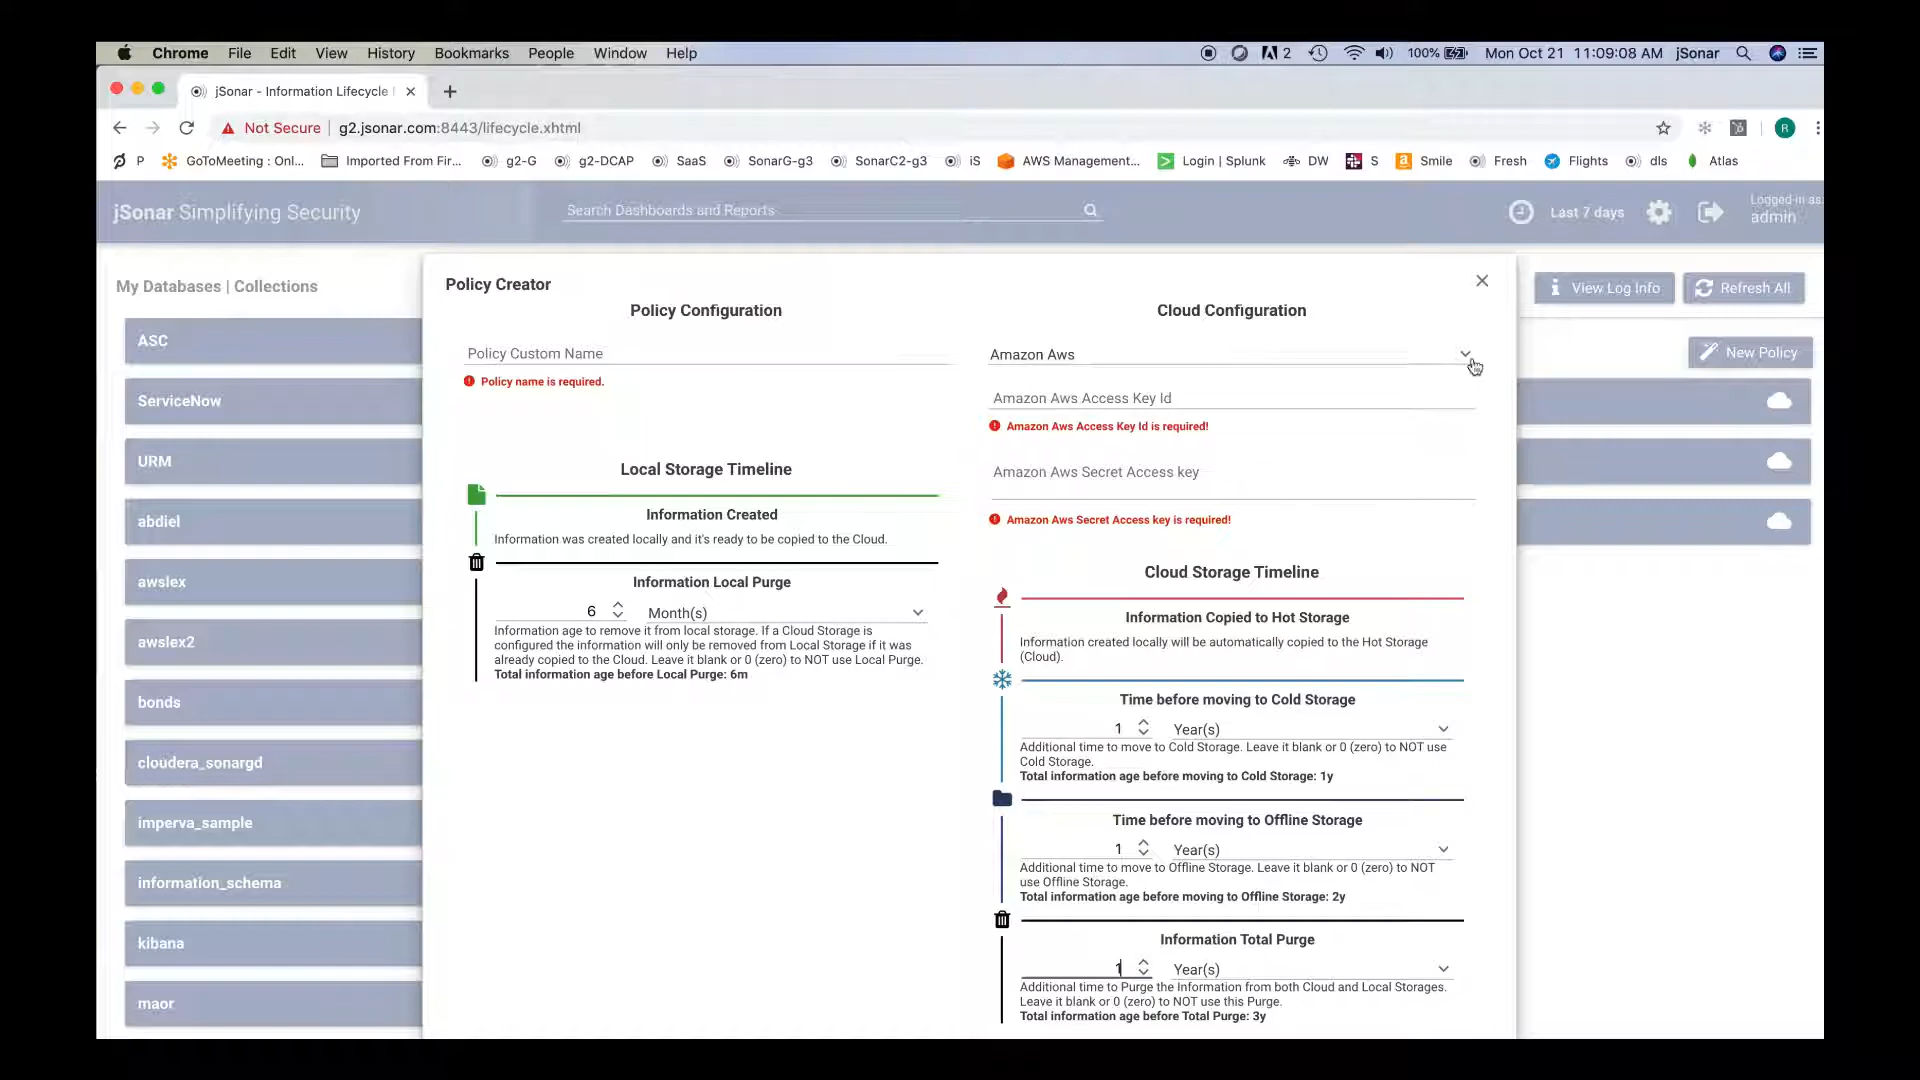 Chrome File Edit View History Bookmarks People Window Help 2 100% Mon Oct 21 11:09:08 AM jSonar
jSonar - Information Lifecycle
Not Secure g2.jsonar.com:8443/lifecycle.xhtml R
P GoToMeeting : Onl... Imported From Fir... g2-G g2-DCAP SaaS SonarG-g3 SonarC2-g3 iS AWS Management... Login | Splunk DW S Smile Fresh Flights dls Atlas
jSonar Simplifying Security Search Dashboards and Reports Last 7 days Logged in as:
admin
My Databases | Collections
View Log Info Refresh All
New Policy
ASC
ServiceNow
URM
abdiel
awslex
awslex2
bonds
cloudera_sonargd
imperva_sample
information_schema
kibana
maor
Policy Creator
Policy Configuration
Policy Custom Name
Policy name is required.
Local Storage Timeline
Information Created
Information was created locally and it's ready to be copied to the Cloud.
Information Local Purge
6 Month(s)
Information age to remove it from local storage. If a Cloud Storage is
configured the information will only be removed from Local Storage if it was
already copied to the Cloud. Leave it blank or 0 (zero) to NOT use Local Purge.
Total information age before Local Purge: 6m
Cloud Configuration
Amazon Aws
Amazon Aws Access Key Id
Amazon Aws Access Key Id is required!
Amazon Aws Secret Access key
Amazon Aws Secret Access key is required!
Cloud Storage Timeline
Information Copied to Hot Storage
Information created locally will be automatically copied to the Hot Storage
(Cloud).
Time before moving to Cold Storage
1 Year(s)
Additional time to move to Cold Storage. Leave it blank or 0 (zero) to NOT use
Cold Storage.
Total information age before moving to Cold Storage: 1y
Time before moving to Offline Storage
1 Year(s)
Additional time to move to Offline Storage. Leave it blank or 0 (zero) to NOT
use Offline Storage.
Total information age before moving to Offline Storage: 2y
Information Total Purge
1 Year(s)
Additional time to Purge the Information from both Cloud and Local Storages.
Leave it blank or 0 (zero) to NOT use this Purge.
Total information age before Total Purge: 3y